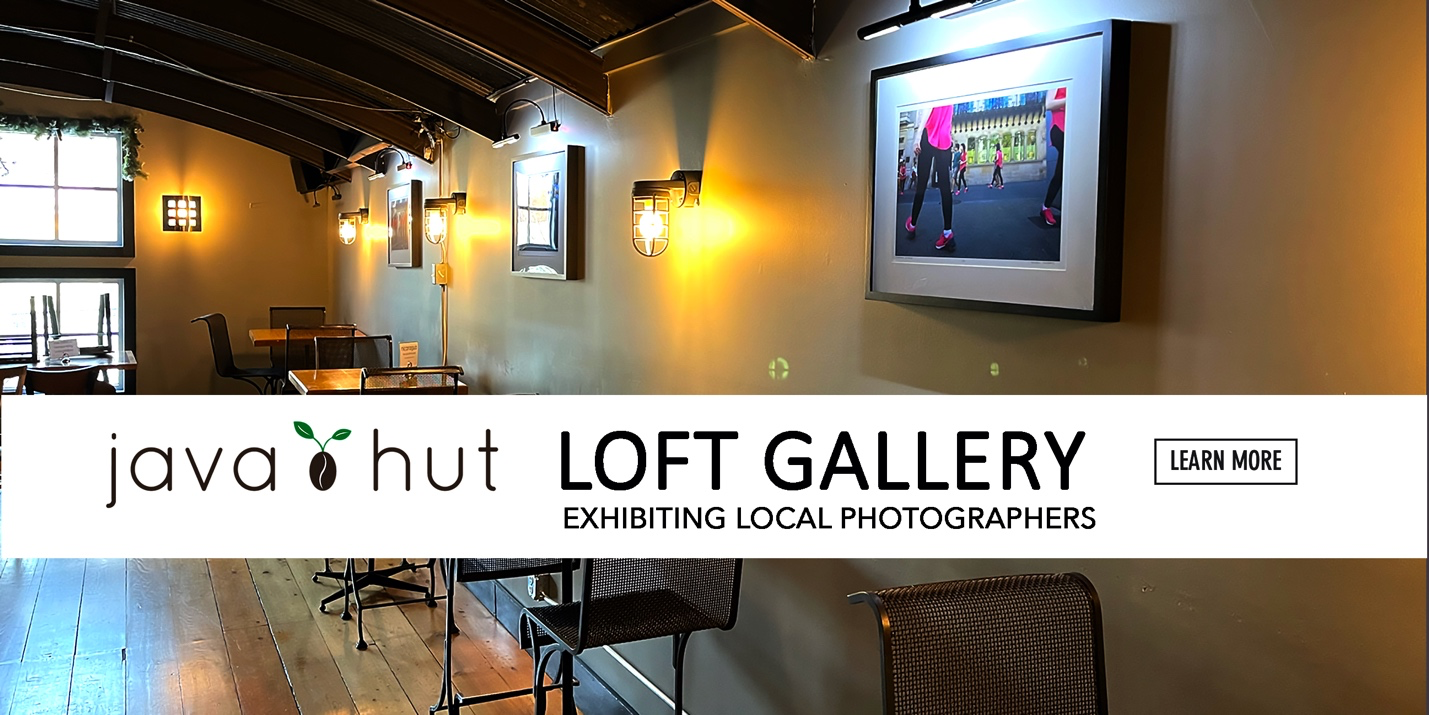 java hut
LOFT GALLERY
EXHIBITING LOCAL PHOTOGRAPHERS
LEARN MORE